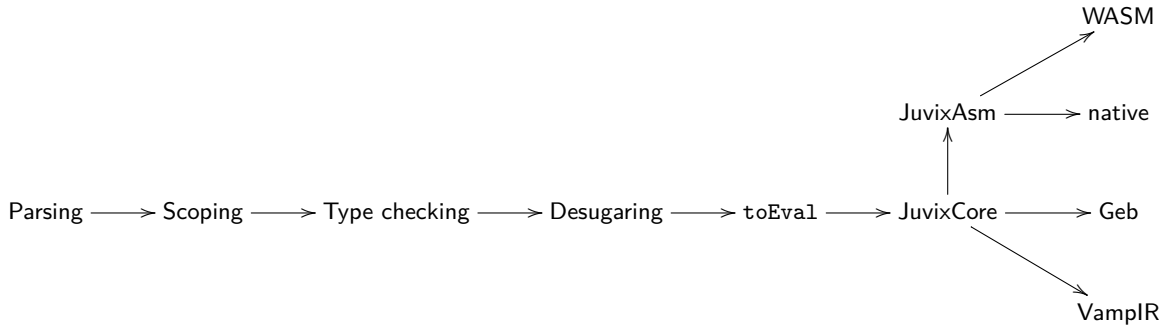 WASM
JuvixAsm native
Parsing Scoping Type checking Desugaring toEval JuvixCore Geb
VampIR